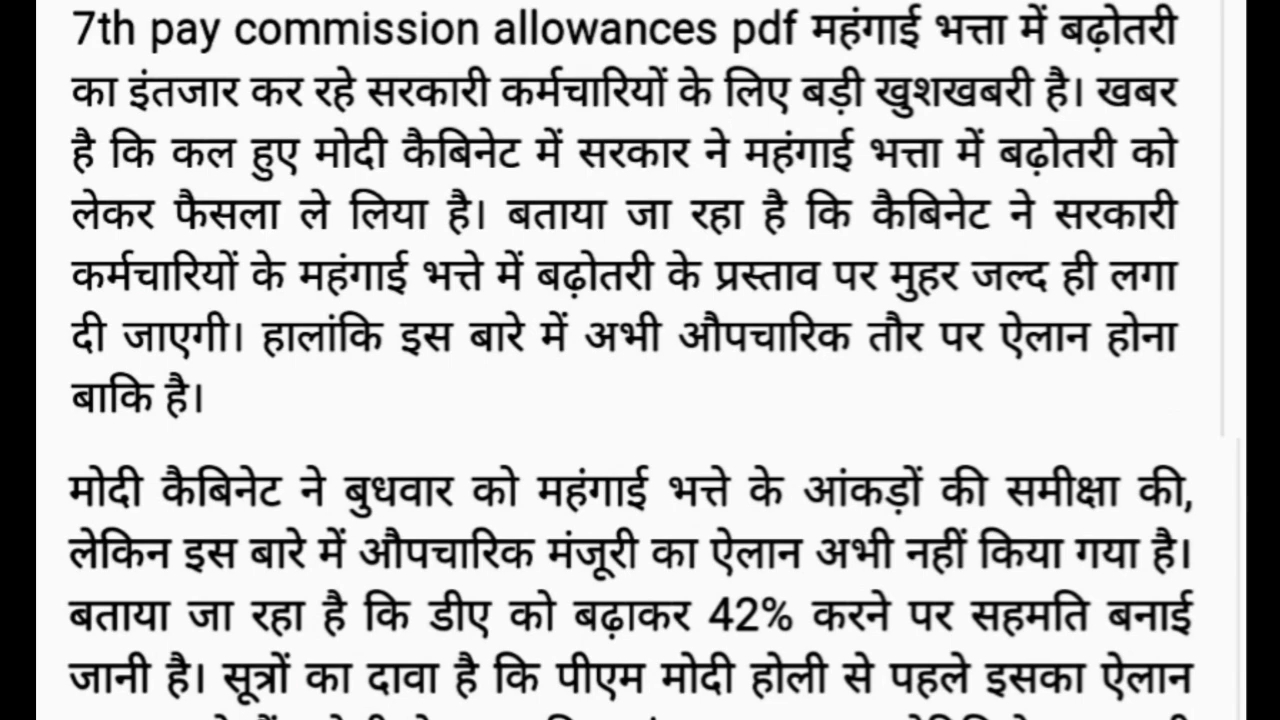 7th pay commission allowances pdf महंगाई भत्ता में बढ़ोतरी
का इंतजार कर रहे सरकारी कर्मचारियों के लिए बड़ी खुशखबरी है। खबर
है कि कल हुए मोदी कैबिनेट में सरकार ने महंगाई भत्ता में बढ़ोतरी को
लेकर फैसला ले लिया है। बताया जा रहा है कि कैबिनेट ने सरकारी
कर्मचारियों के महंगाई भत्ते में बढ़ोतरी के प्रस्ताव पर मुहर जल्द ही लगा
दी जाएगी। हालांकि इस बारे में अभी औपचारिक तौर पर ऐलान होना
बाकि है।
मोदी कैबिनेट ने बुधवार को महंगाई भत्ते के आंकड़ों की समीक्षा की,
लेकिन इस बारे में औपचारिक मंजूरी का ऐलान अभी नहीं किया गया है।
बताया जा रहा है कि डीए को बढ़ाकर 42% करने पर सहमति बनाई
जानी है। सूत्रों का दावा है कि पीएम मोदी होली से पहले इसका ऐलान